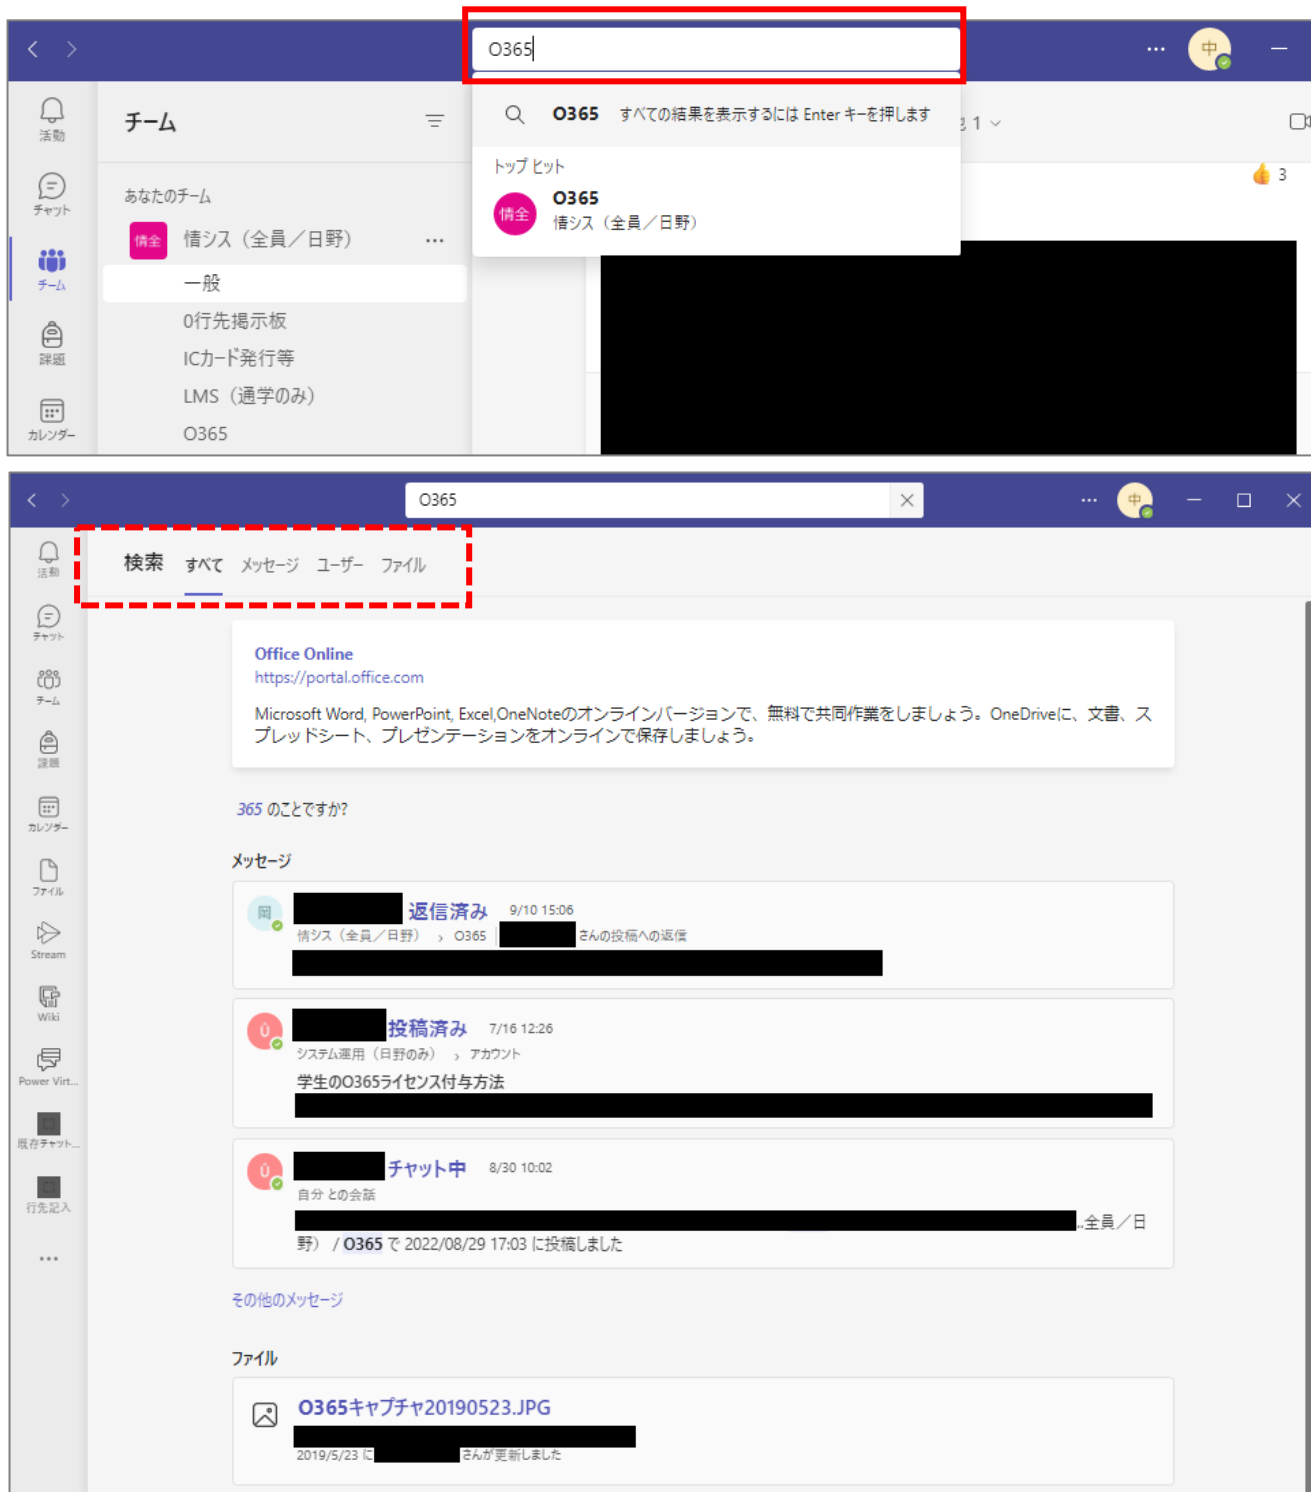 O365
中
O365 すべての結果を表示するには Enter キーを押します
トップ ヒット
情全
O365
情シス（全員／日野）
活動
チーム
1
3
チャット
あなたのチーム
情全 情シス（全員／日野） …
チーム
一般
0行先掲示板
課題
ICカード発行等
LMS（通学のみ）
カレンダー
O365
O365
中
活動
検索 すべて メッセージ ユーザー ファイル
チャット
チーム
課題
カレンダー
ファイル
Stream
Wiki
Power Virt...
既存チャット...
行先記入
Office Online
https://portal.office.com
Microsoft Word, PowerPoint, Excel,OneNoteのオンラインバージョンで、無料で共同作業をしましょう。OneDriveに、文書、ス
プレッドシート、プレゼンテーションをオンラインで保存しましょう。
365 のことですか?
メッセージ
岡
返信済み 9/10 15:06
情シス（全員／日野） › O365 さんの投稿への返信
投稿済み 7/16 12:26
システム運用（日野のみ） › アカウント
学生のO365ライセンス付与方法
チャット中 8/30 10:02
自分 との会話
...全員／日
野） / O365 で 2022/08/29 17:03 に投稿しました
その他のメッセージ
ファイル
O365キャプチャ20190523.JPG
2019/5/23 に さんが更新しました